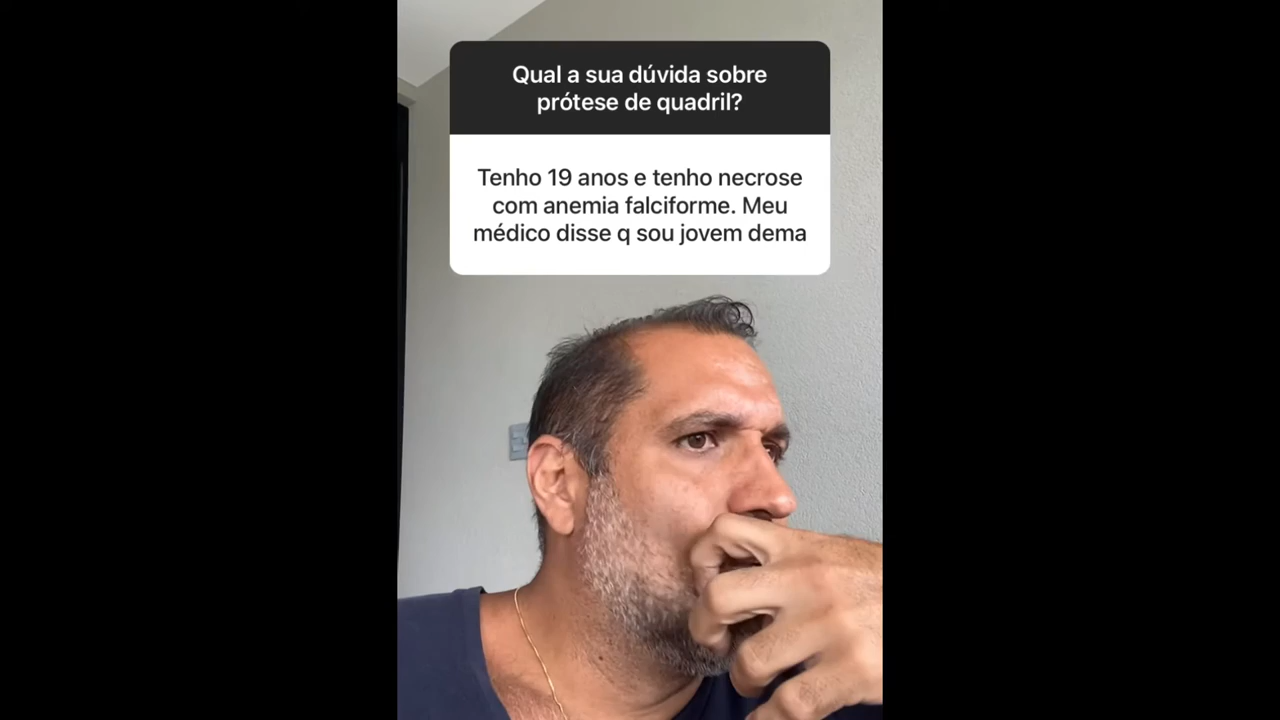 Qual a sua dúvida sobre
prótese de quadril?
Tenho 19 anos e tenho necrose
com anemia falciforme. Meu
médico disse q sou jovem dema